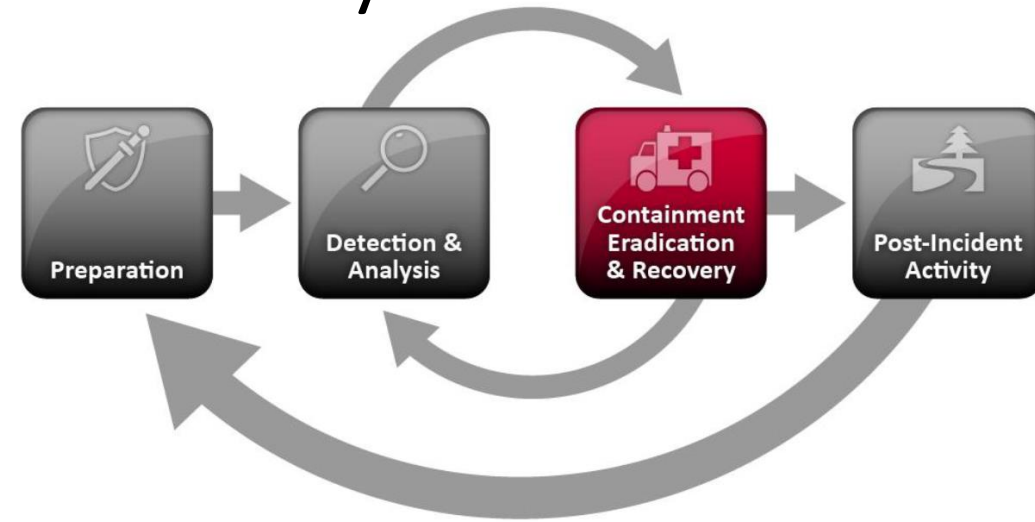 Preparation
Detection &
Analysis
Containment
Eradication
& Recovery
Post-Incident
Activity